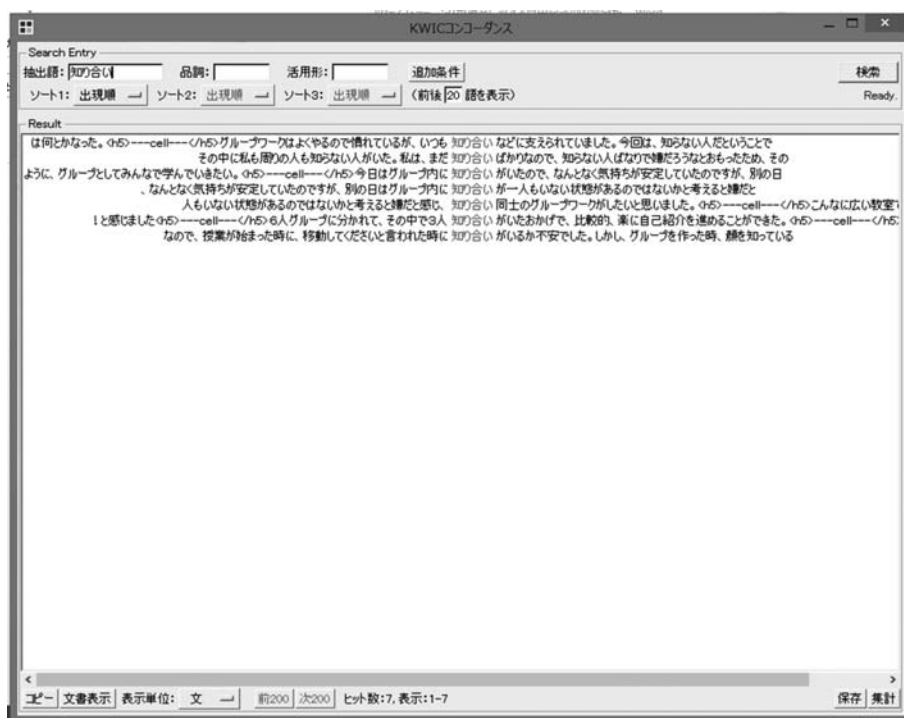 KWICコンコーダンス
Search Entry
抽出語: 知り合い 品詞: 活用形: 追加条件 検索
ソート1: 出現順 ソート2: 出現順 ソート3: 出現順 (前後 20 語を表示) Ready.
Result
は何とかなった。<h5>---cell---</h5>グループワークはよくやるので慣れているが、いつも 知り合い などに支えられていました。今回は、知らない人だということで
その中に私も周りの人も知らない人がいた。私は、まだ 知り合い ばかりなので、知らない人ばなりで嫌だろうなとおもったため、その
ように、グループとしてみんなで学んでいきたい。<h5>---cell---</h5>今日はグループ内に 知り合い がいたので、なんとなく気持ちが安定していたのですが、別の日
、なんとなく気持ちが安定していたのですが、別の日はグループ内に 知り合い が一人もいない状態があるのではないかと考えると嫌だと
人もいない状態があるのではないかと考えると嫌だと感じ、 知り合い 同士のグループワークがしたいと思いました。<h5>---cell---</h5>こんなに広い教室
と感じました<h5>---cell---</h5>6人グループに分かれて、その中で3人 知り合い がいたおかげで、比較的、楽に自己紹介を進めることができた。<h5>---cell---</h5
なので、授業が始まった時に、移動してくださいと言われた時に 知り合い がいるか不安でした。しかし、グループを作った時、顔を知っている
コピー 文書表示 表示単位: 文 前200 次200 ヒット数:7, 表示:1-7 保存 集計